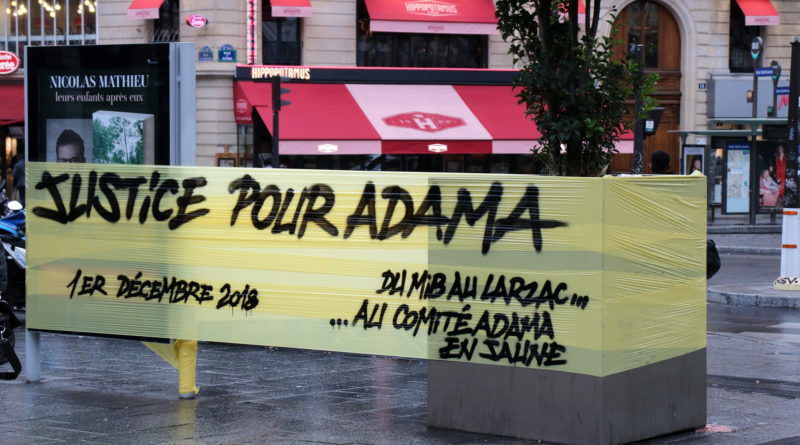 HIPPOPOTAMUS
HIPPOPOTAMUS
NICOLAS MATHIEU
leurs enfants après eux
H
JUSTICE POUR ADAMA
1ER DÉCEMBRE 2018
DU MIB AU LARZAC...
...AU COMITÉ ADAMA
EN JAUNE